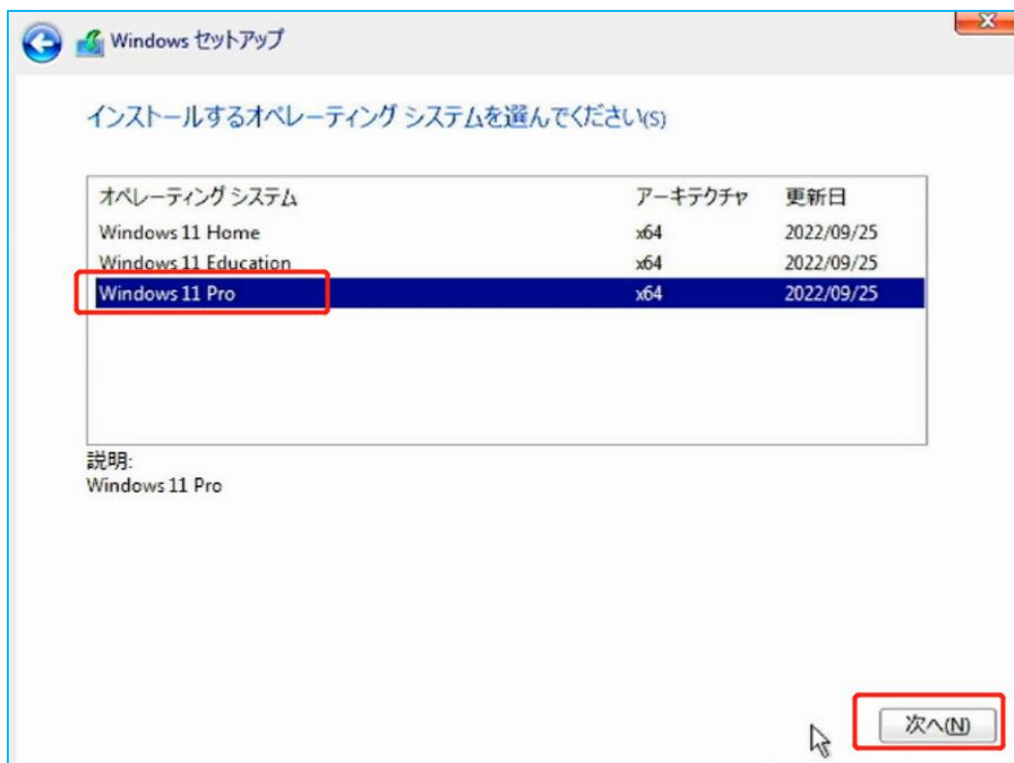 Windows セットアップ
インストールするオペレーティング システムを選んでください(S)
オペレーティング システム アーキテクチャ 更新日
Windows 11 Home x64 2022/09/25
Windows 11 Education x64 2022/09/25
Windows 11 Pro x64 2022/09/25
説明:
Windows 11 Pro
次へ(N)